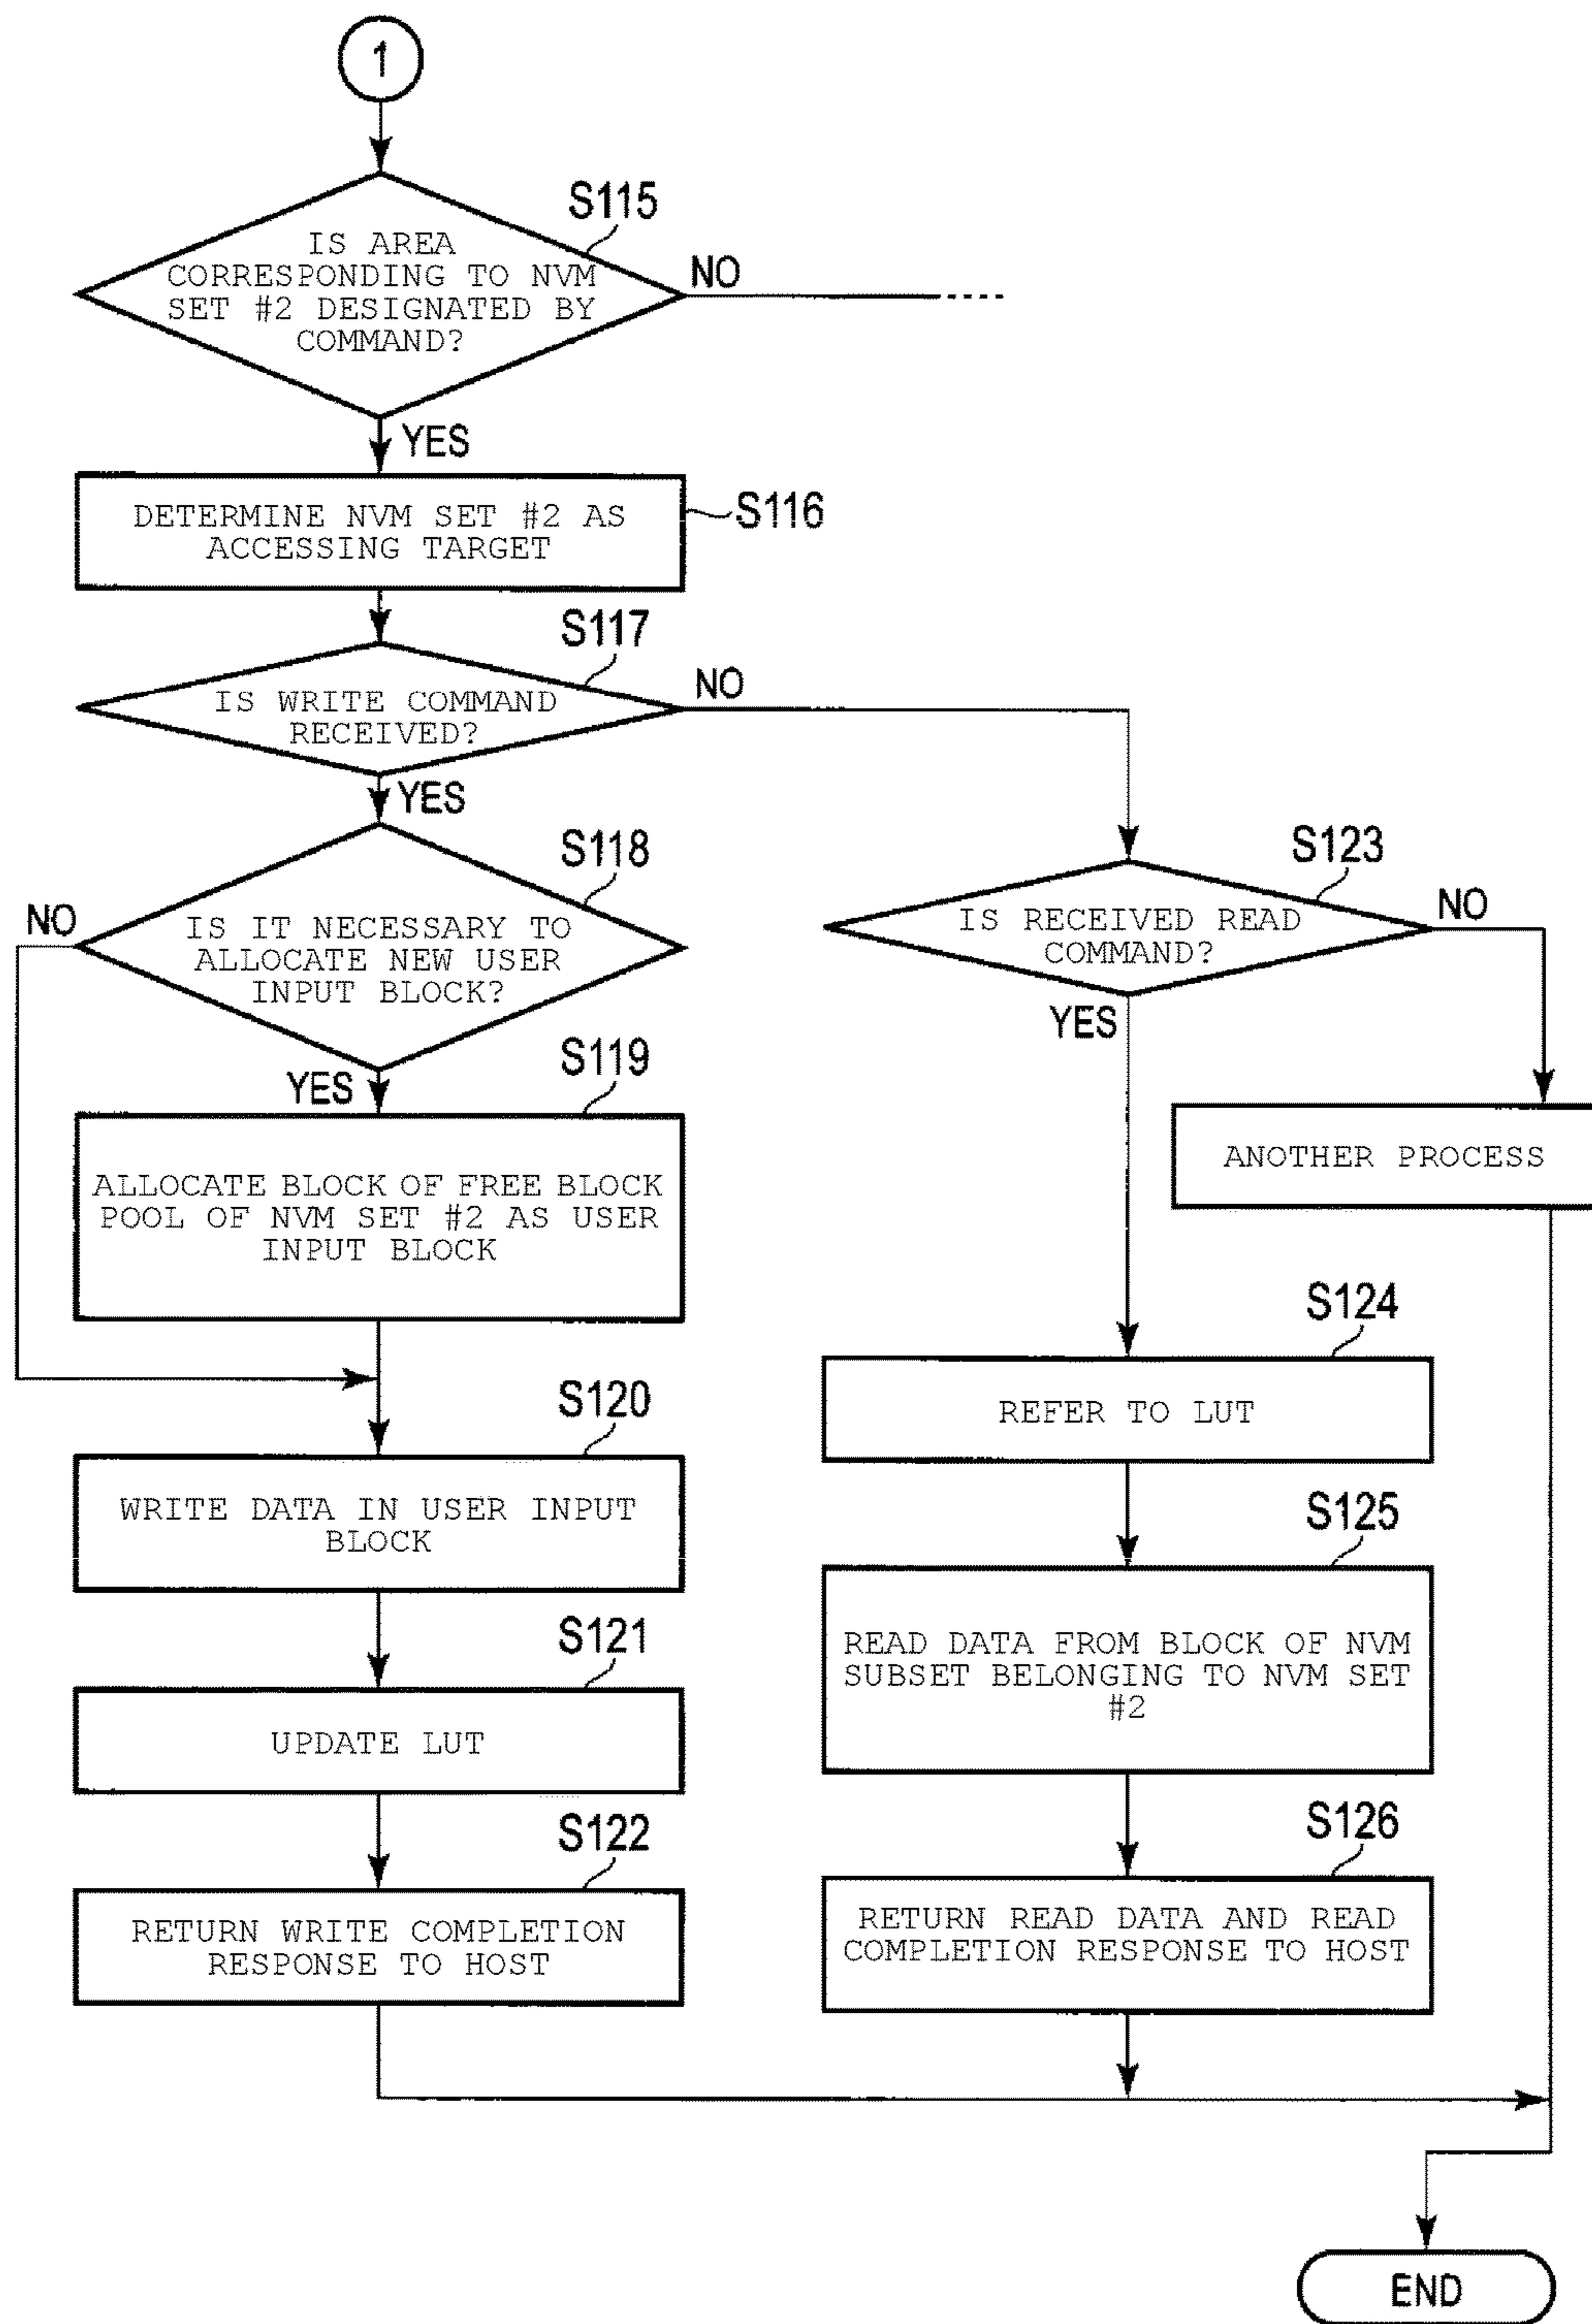 1
S115
IS AREA
CORRESPONDING TO NVM
SET #2 DESIGNATED BY
COMMAND?
NO
YES
DETERMINE NVM SET #2 AS
ACCESSING TARGET
S116
S117
IS WRITE COMMAND
RECEIVED?
NO
YES
S118
NO
IS IT NECESSARY TO
ALLOCATE NEW USER
INPUT BLOCK?
YES
S123
IS RECEIVED READ
COMMAND?
NO
YES
ANOTHER PROCESS
S119
ALLOCATE BLOCK OF FREE BLOCK
POOL OF NVM SET #2 AS USER
INPUT BLOCK
S120
WRITE DATA IN USER INPUT
BLOCK
S121
UPDATE LUT
S122
RETURN WRITE COMPLETION
RESPONSE TO HOST
S124
REFER TO LUT
S125
READ DATA FROM BLOCK OF NVM
SUBSET BELONGING TO NVM SET
#2
S126
RETURN READ DATA AND READ
COMPLETION RESPONSE TO HOST
END